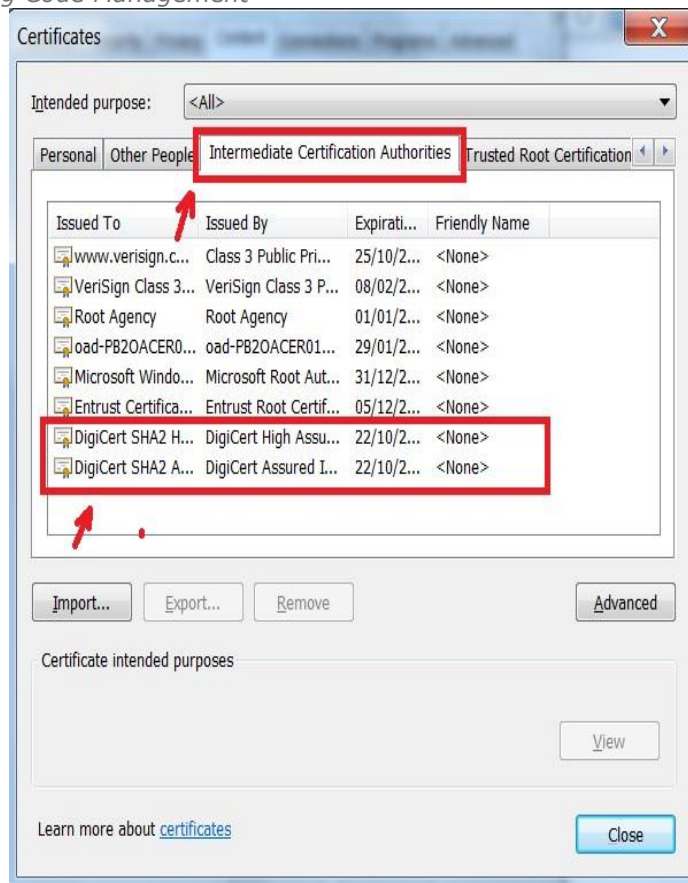 g Code Management
Certificates
Intended purpose: <All>
Personal Other People Intermediate Certification Authorities Trusted Root Certification
Issued To Issued By Expirati... Friendly Name
www.verisign.c... Class 3 Public Pri... 25/10/2... <None>
VeriSign Class 3... VeriSign Class 3 P... 08/02/2... <None>
Root Agency Root Agency 01/01/2... <None>
oad-PB2OACER0... oad-PB2OACER01... 29/01/2... <None>
Microsoft Windo... Microsoft Root Aut... 31/12/2... <None>
Entrust Certifica... Entrust Root Certif... 05/12/2... <None>
DigiCert SHA2 H... DigiCert High Assu... 22/10/2... <None>
DigiCert SHA2 A... DigiCert Assured I... 22/10/2... <None>
Import... Export... Remove Advanced
Certificate intended purposes
View
Learn more about certificates
Close